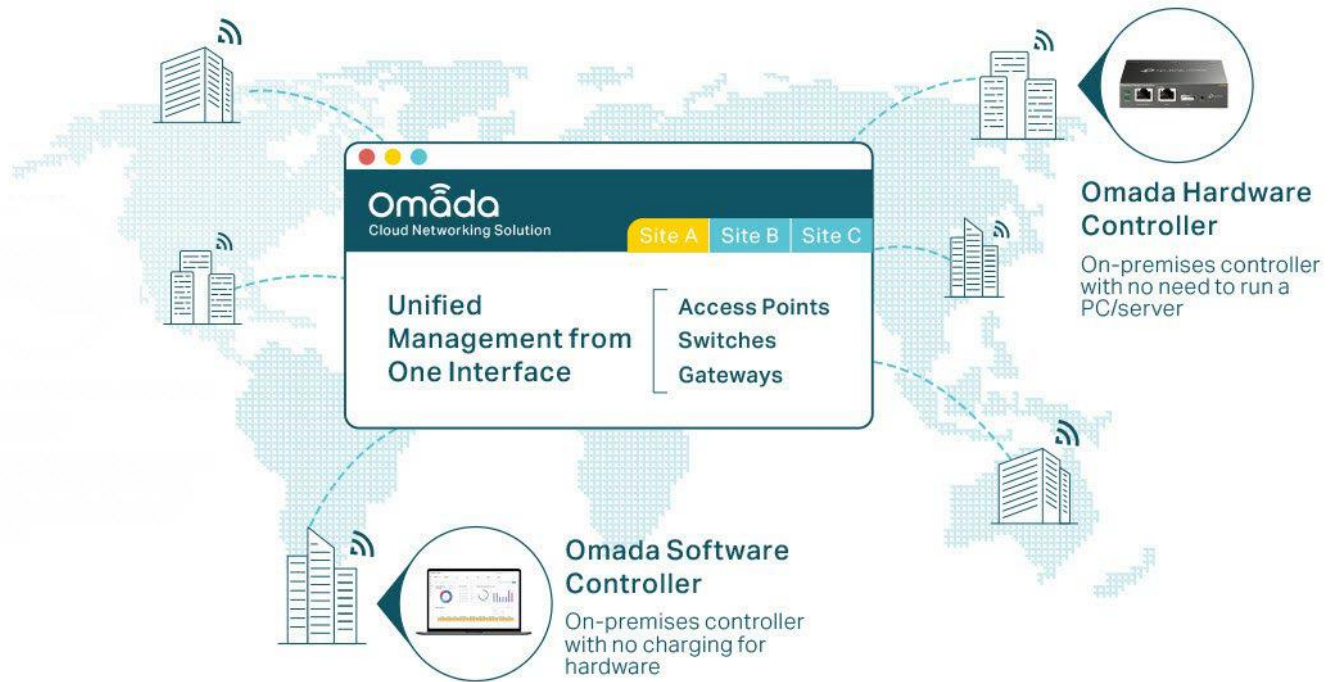 Omada
Cloud Networking Solution
Site A
Site B
Site C
Unified
Management from
One Interface
Access Points
Switches
Gateways
Omada Hardware
Controller
On-premises controller
with no need to run a
PC/server
Omada Software
Controller
On-premises controller
with no charging for
hardware